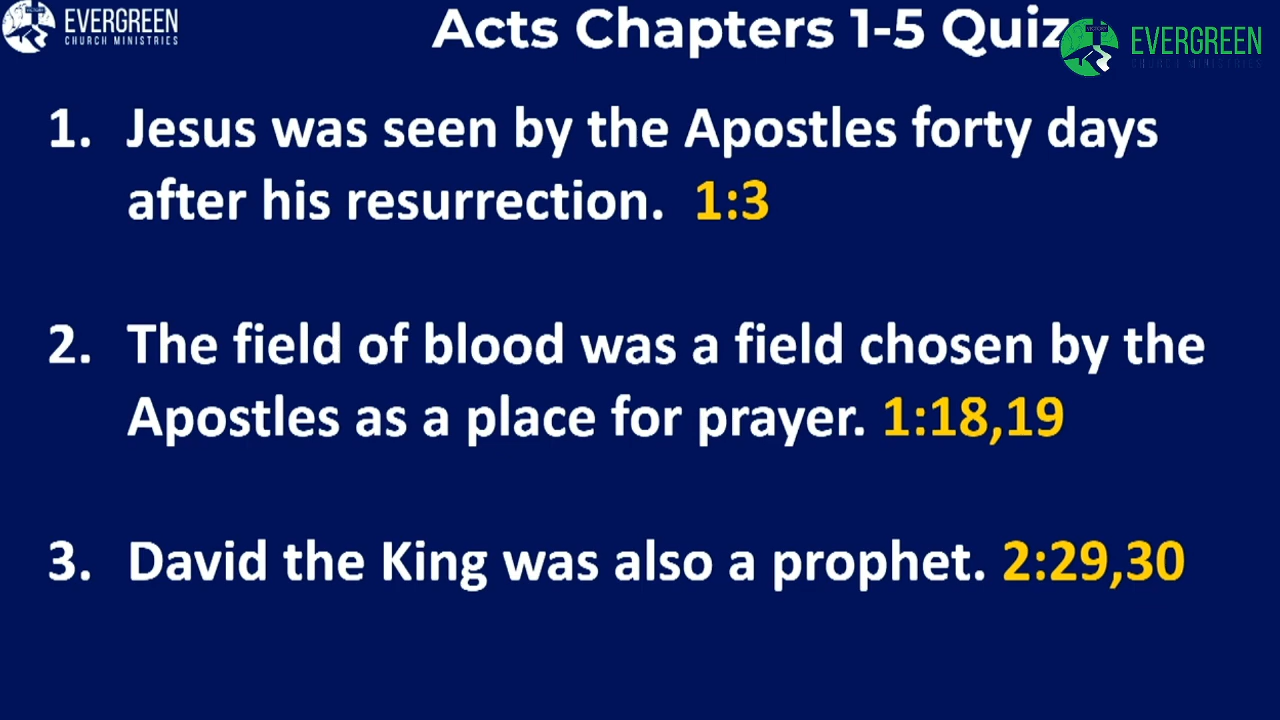 EVERGREEN
CHURCH MINISTRIES
Acts Chapters 1-5 Quiz
EVERGREEN
CHURCH MINISTRIES
1. Jesus was seen by the Apostles forty days
after his resurrection. 1:3
2. The field of blood was a field chosen by the
Apostles as a place for prayer. 1:18,19
3. David the King was also a prophet. 2:29,30